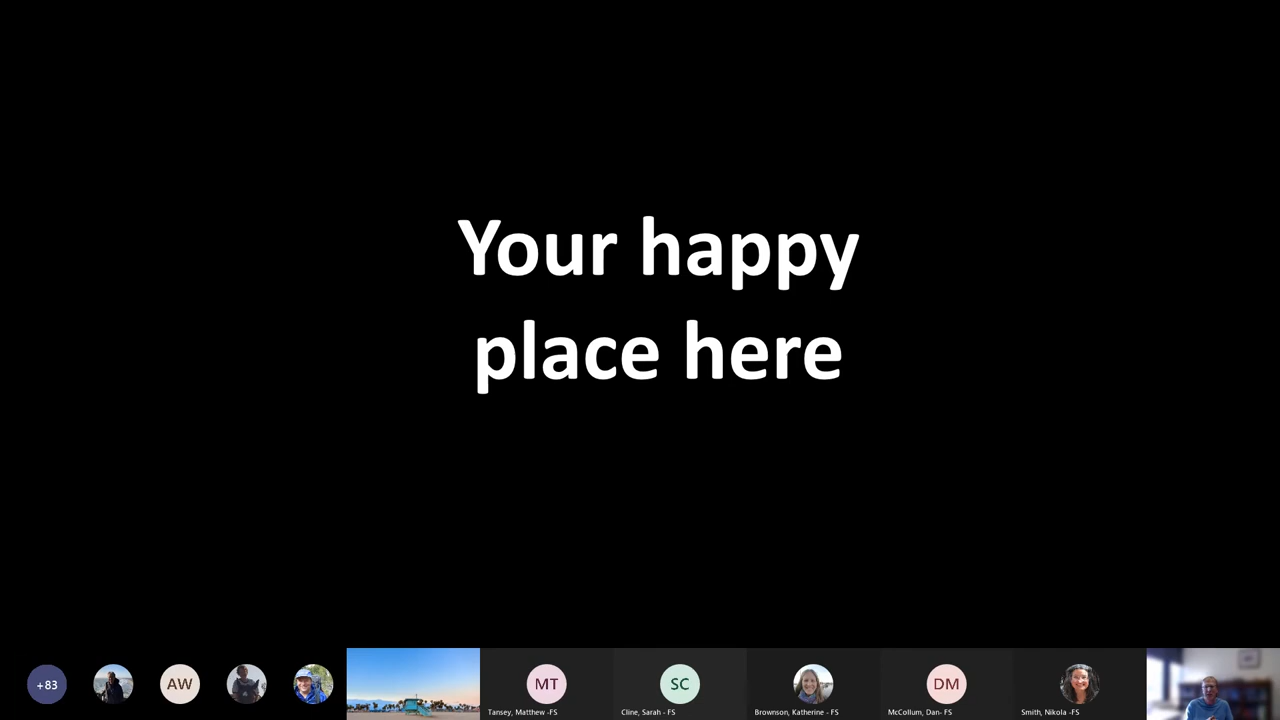 Your happy
place here
+83
AW
MT
SC
DM
Tansey, Matthew -FS
Cline, Sarah - FS
Brownson, Katherine - FS
McCollum, Dan- FS
Smith, Nikola -FS